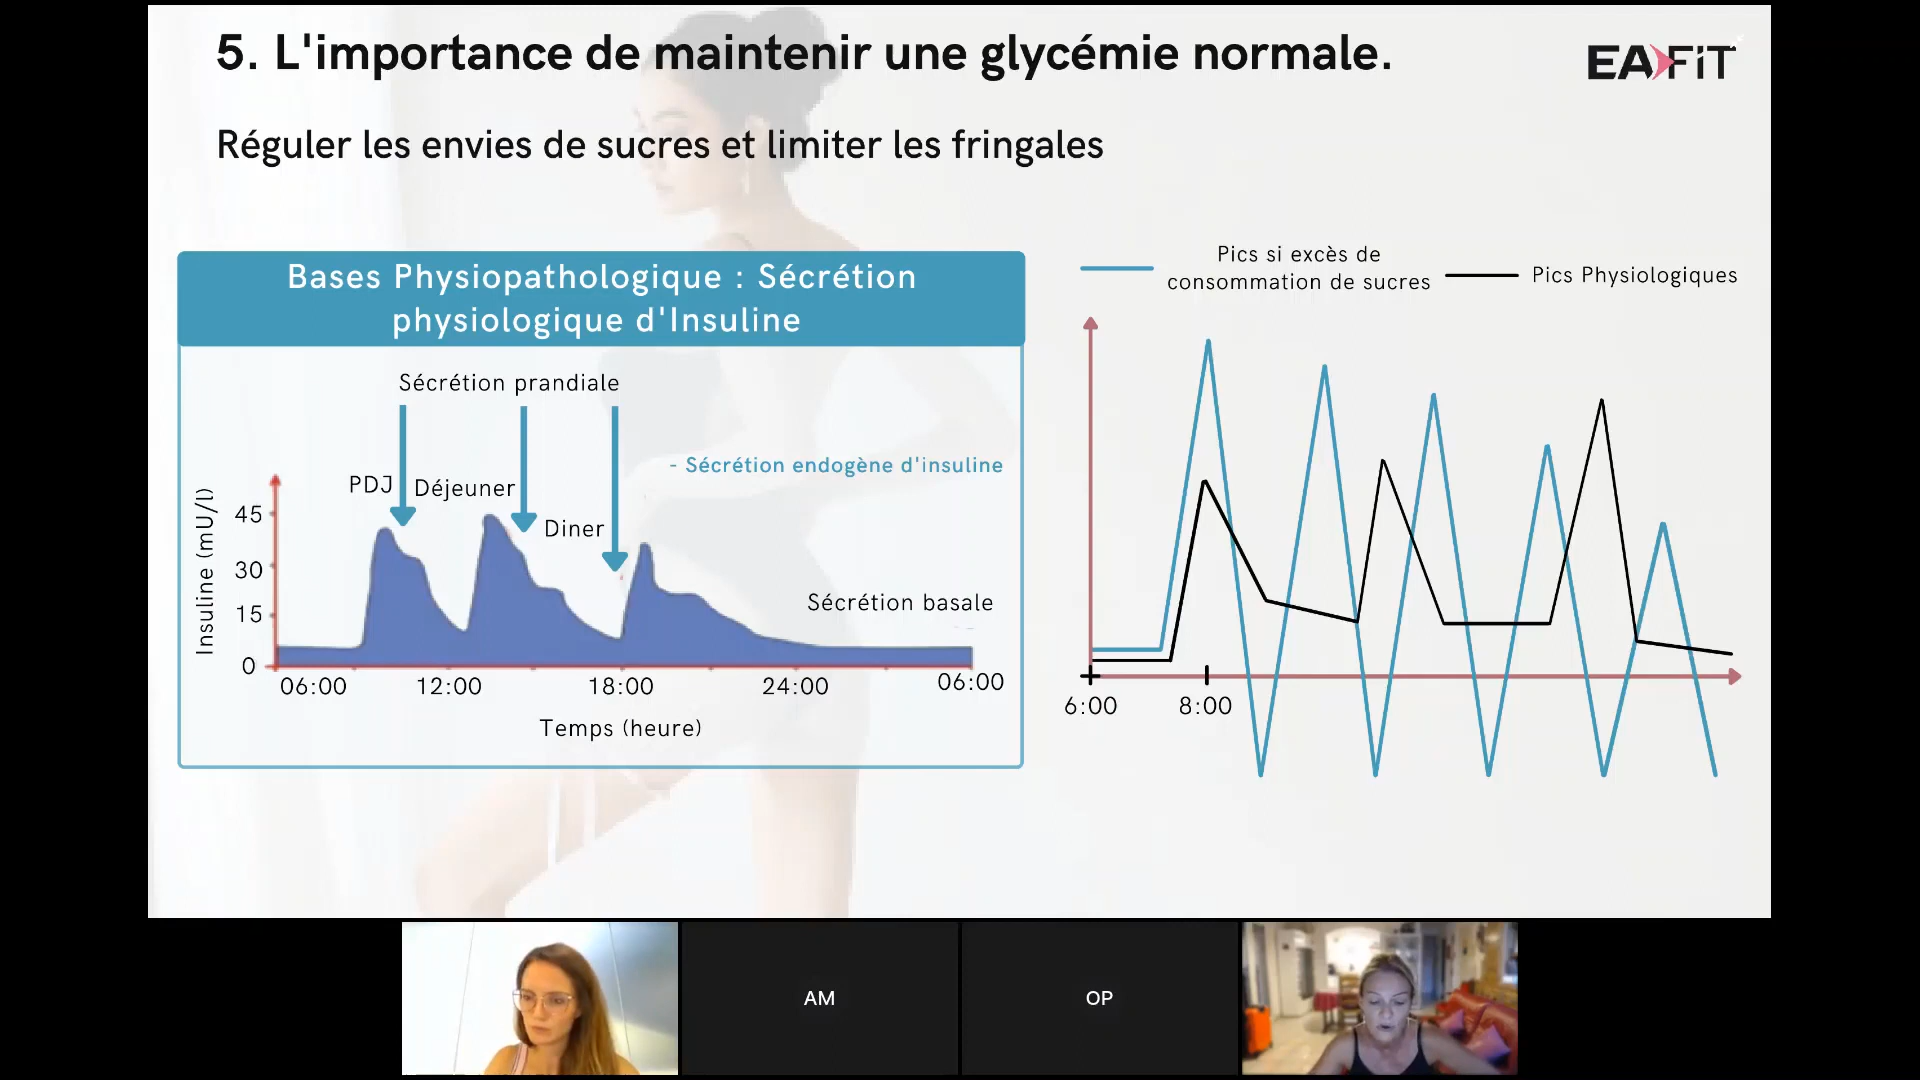 5. L'importance de maintenir une glycémie normale.
EAFIT
Réguler les envies de sucres et limiter les fringales
Bases Physiopathologique : Sécrétion
physiologique d'Insuline
Sécrétion prandiale
PDJ
Déjeuner
Diner
- Sécrétion endogène d'insuline
Sécrétion basale
Insuline (mU/l)
45
30
15
0
06:00
12:00
18:00
24:00
06:00
Temps (heure)
Pics si excès de
consommation de sucres
Pics Physiologiques
6:00
8:00
AM
OP